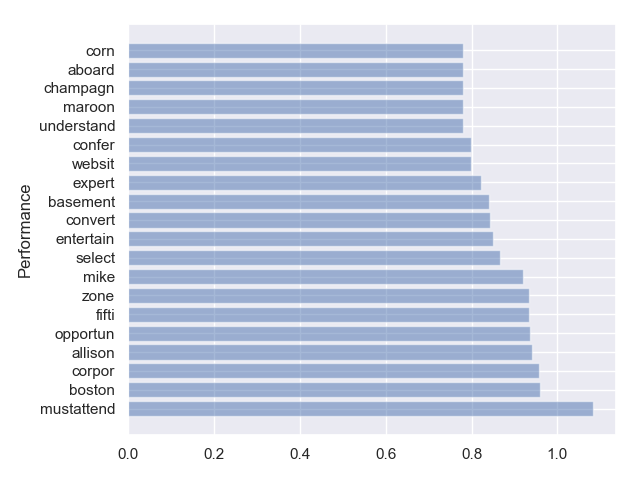 corn
aboard
champagn
maroon
understand
confer
websit
expert
basement
convert
entertain
select
mike
zone
fifti
opportun
allison
corpor
boston
mustattend
Performance
0.0 0.2 0.4 0.6 0.8 1.0